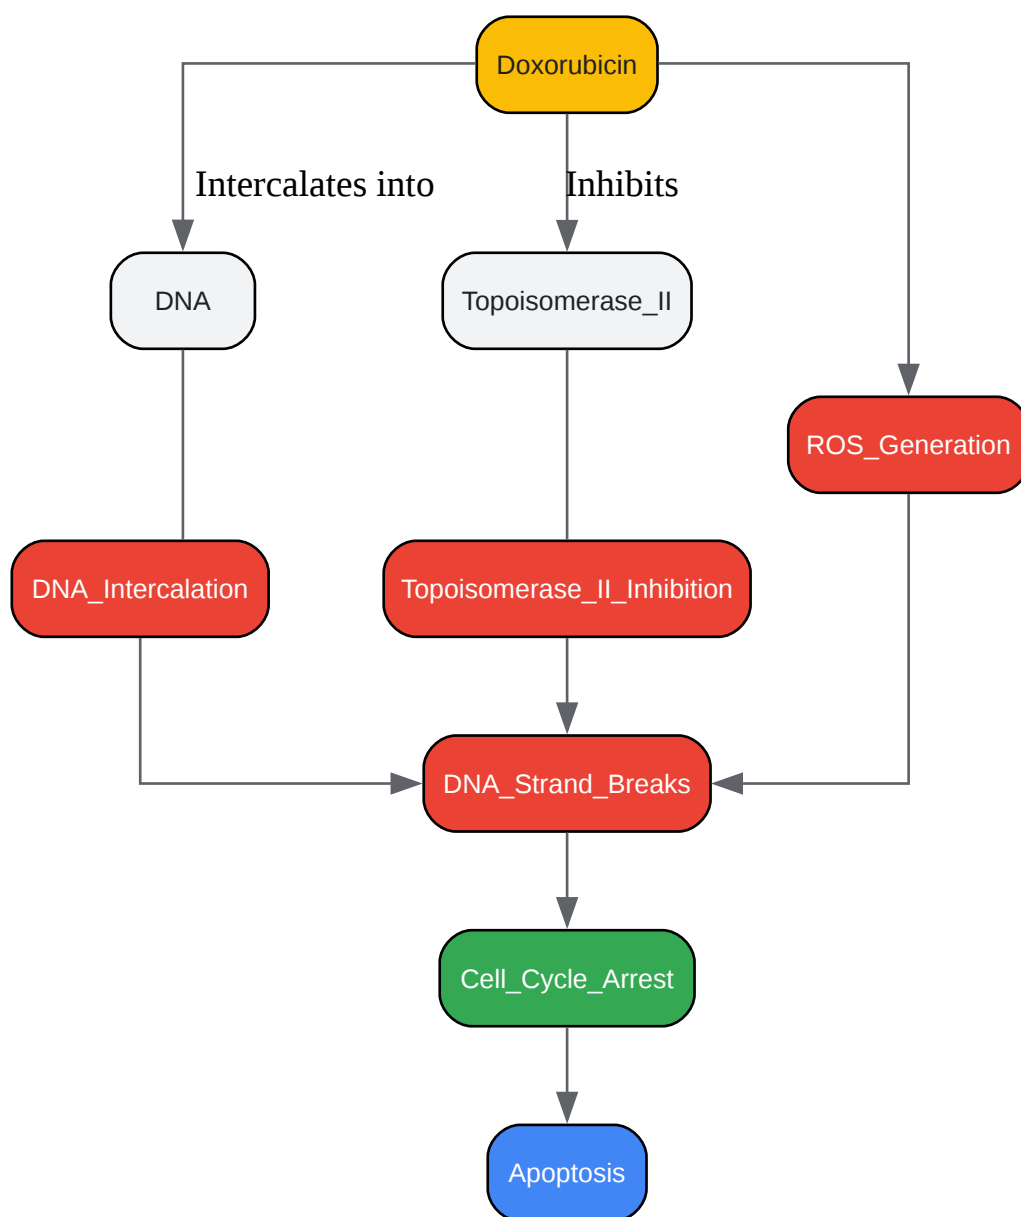 Doxorubicin
Intercalates into
Inhibits
DNA
Topoisomerase_II
ROS_Generation
DNA_Intercalation
Topoisomerase_II_Inhibition
DNA_Strand_Breaks
Cell_Cycle_Arrest
Apoptosis